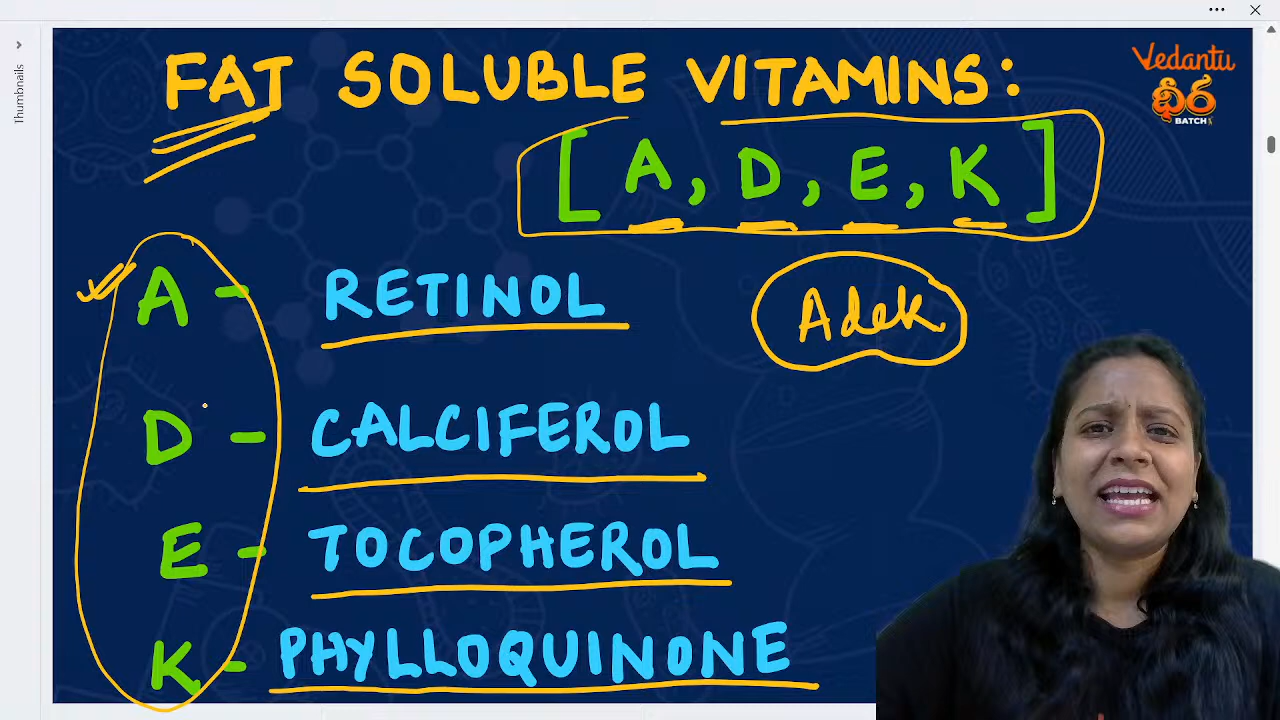 Thumbnails
FAT SOLUBLE VITAMINS:
Vedantu
ధీర
BATCH
[A, D, E, K]
A - RETINOL
Adek
D - CALCIFEROL
E - TOCOPHEROL
K - PHYLLOQUINONE